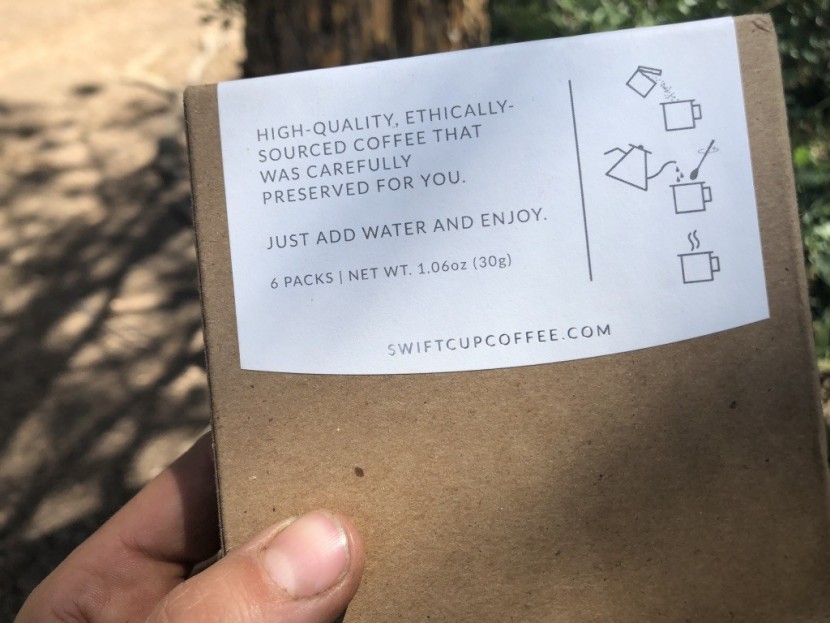 HIGH-QUALITY, ETHICALLY-
SOURCED COFFEE THAT
WAS CAREFULLY
PRESERVED FOR YOU.
JUST ADD WATER AND ENJOY.
6 PACKS | NET WT. 1.06oz (30g)
SWIFTCUPCOFFEE.COM